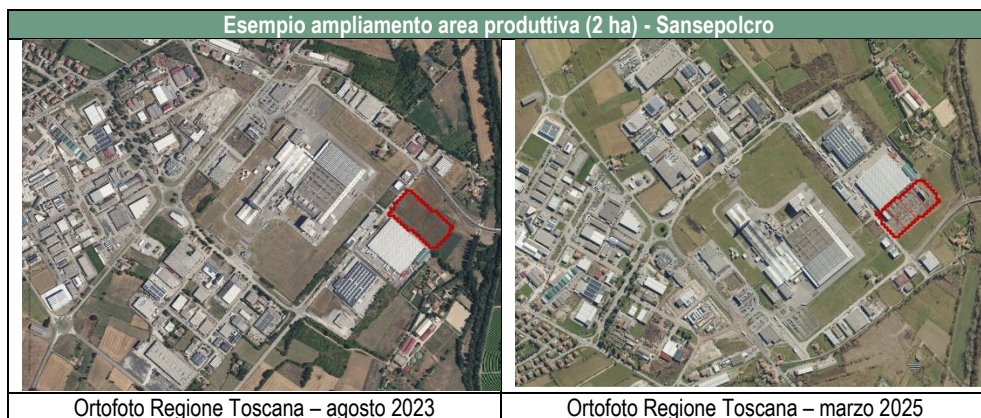 Esempio ampliamento area produttiva (2 ha) - Sansepolcro
Ortofoto Regione Toscana – agosto 2023
Ortofoto Regione Toscana – marzo 2025